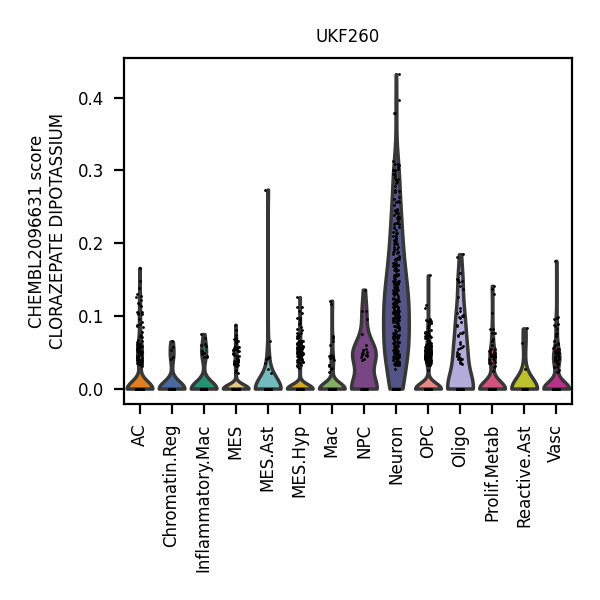 UKF260
CHEMBL2096631 score
CLORAZEPATE DIPOTASSIUM
0.4
0.3
0.2
0.1
0.0
AC
Chromatin.Reg
Inflammatory.Mac
MES
MES.Ast
MES.Hyp
Mac
NPC
Neuron
OPC
Oligo
Prolif.Metab
Reactive.Ast
Vasc